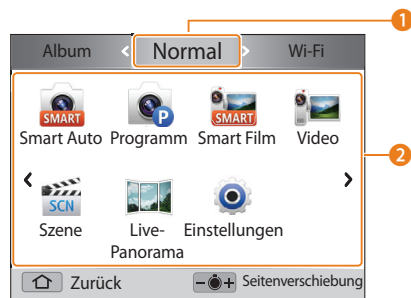 1
Album Normal Wi-Fi
2
SMART P SMART
Smart Auto Programm Smart Film Video
SCN
Szene Live-Panorama Einstellungen
Zurück Seitenverschiebung